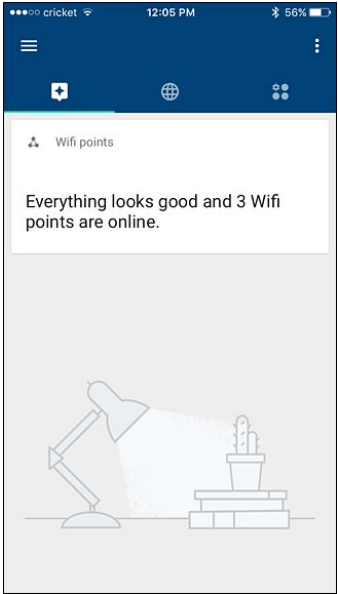 cricket 12:05 PM 56%
Wifi points
Everything looks good and 3 Wifi
points are online.